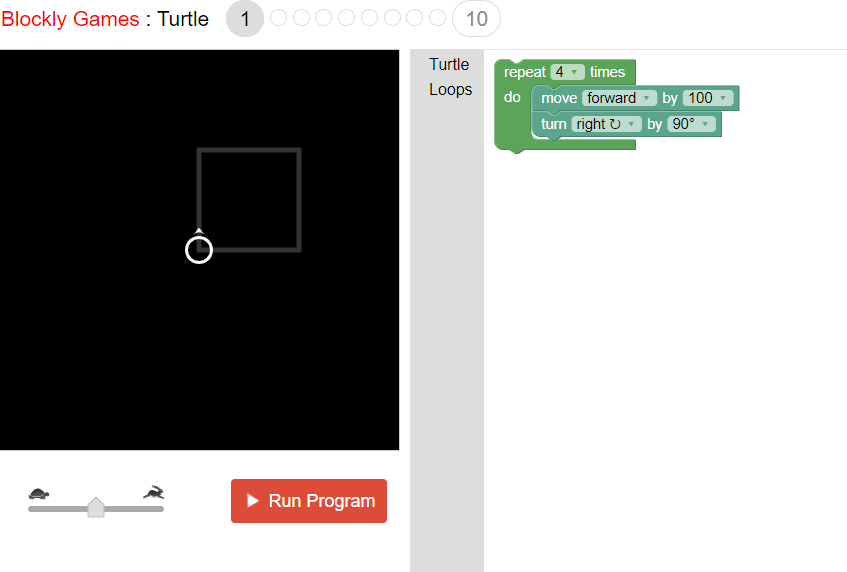 Blockly Games : Turtle 1 10
Turtle
Loops
repeat 4 times
do move forward by 100
turn right ↻ by 90°
Run Program